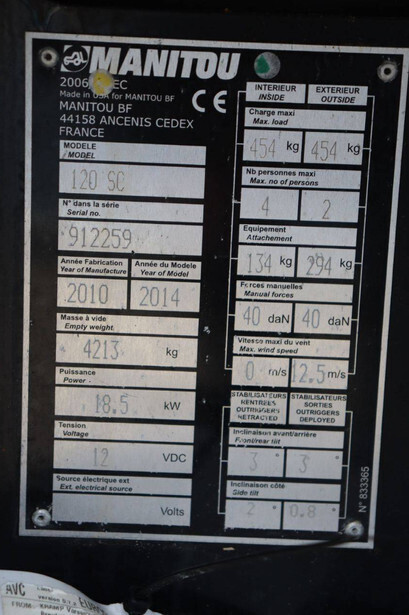 MANITOU
2006 EC
Made in USA for MANITOU BF
MANITOU BF
44158 ANCENIS CEDEX
FRANCE
CE
MODELE
MODEL
120 SC
N° dans la série
Serial no.
912259
Année Fabrication
Year of Manufacture
2010
Année du Modele
Year of Model
2014
Masse à vide
Empty weight.
4213 kg
Puissance
Power
18.5 kW
Tension
Voltage
12 VDC
Source électrique ext
Ext. electrical source
Volts
INTERIEUR
INSIDE
EXTERIEUR
OUTSIDE
Charge maxi
Max. load
454 kg 454 kg
Nb personnes maxi
Max. no of persons
4 2
Equipement
Attachement
134 kg 294 kg
Forces manuelles
Manual forces
40 daN 40 daN
Vitesse maxi du vent
Max. wind speed
0 m/s 12.5 m/s
STABILISATEURS
RENTREES
OUTRIGGERS
RETRACTED
STABILISATEURS
SORTIES
OUTRIGGERS
DEPLOYED
Inclinaison avant/arrière
Front/rear tilt
3 ° 3 °
Inclinaison côté
Side tilt
2 ° 0.8 °
N° 833365
AVC
FROM